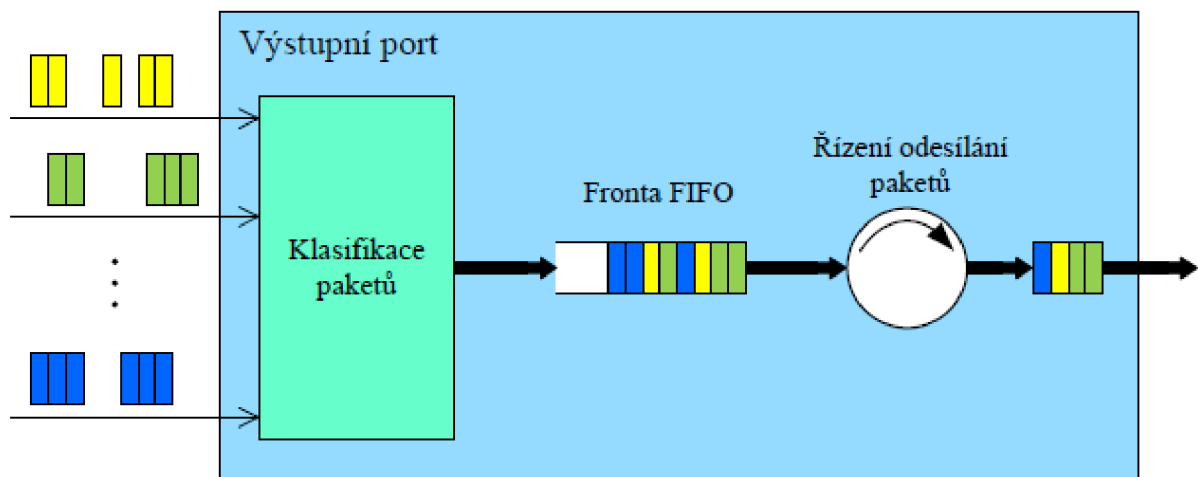 Výstupní port
Řízení odesílání
paketů
Fronta FIFO
Klasifikace
paketů